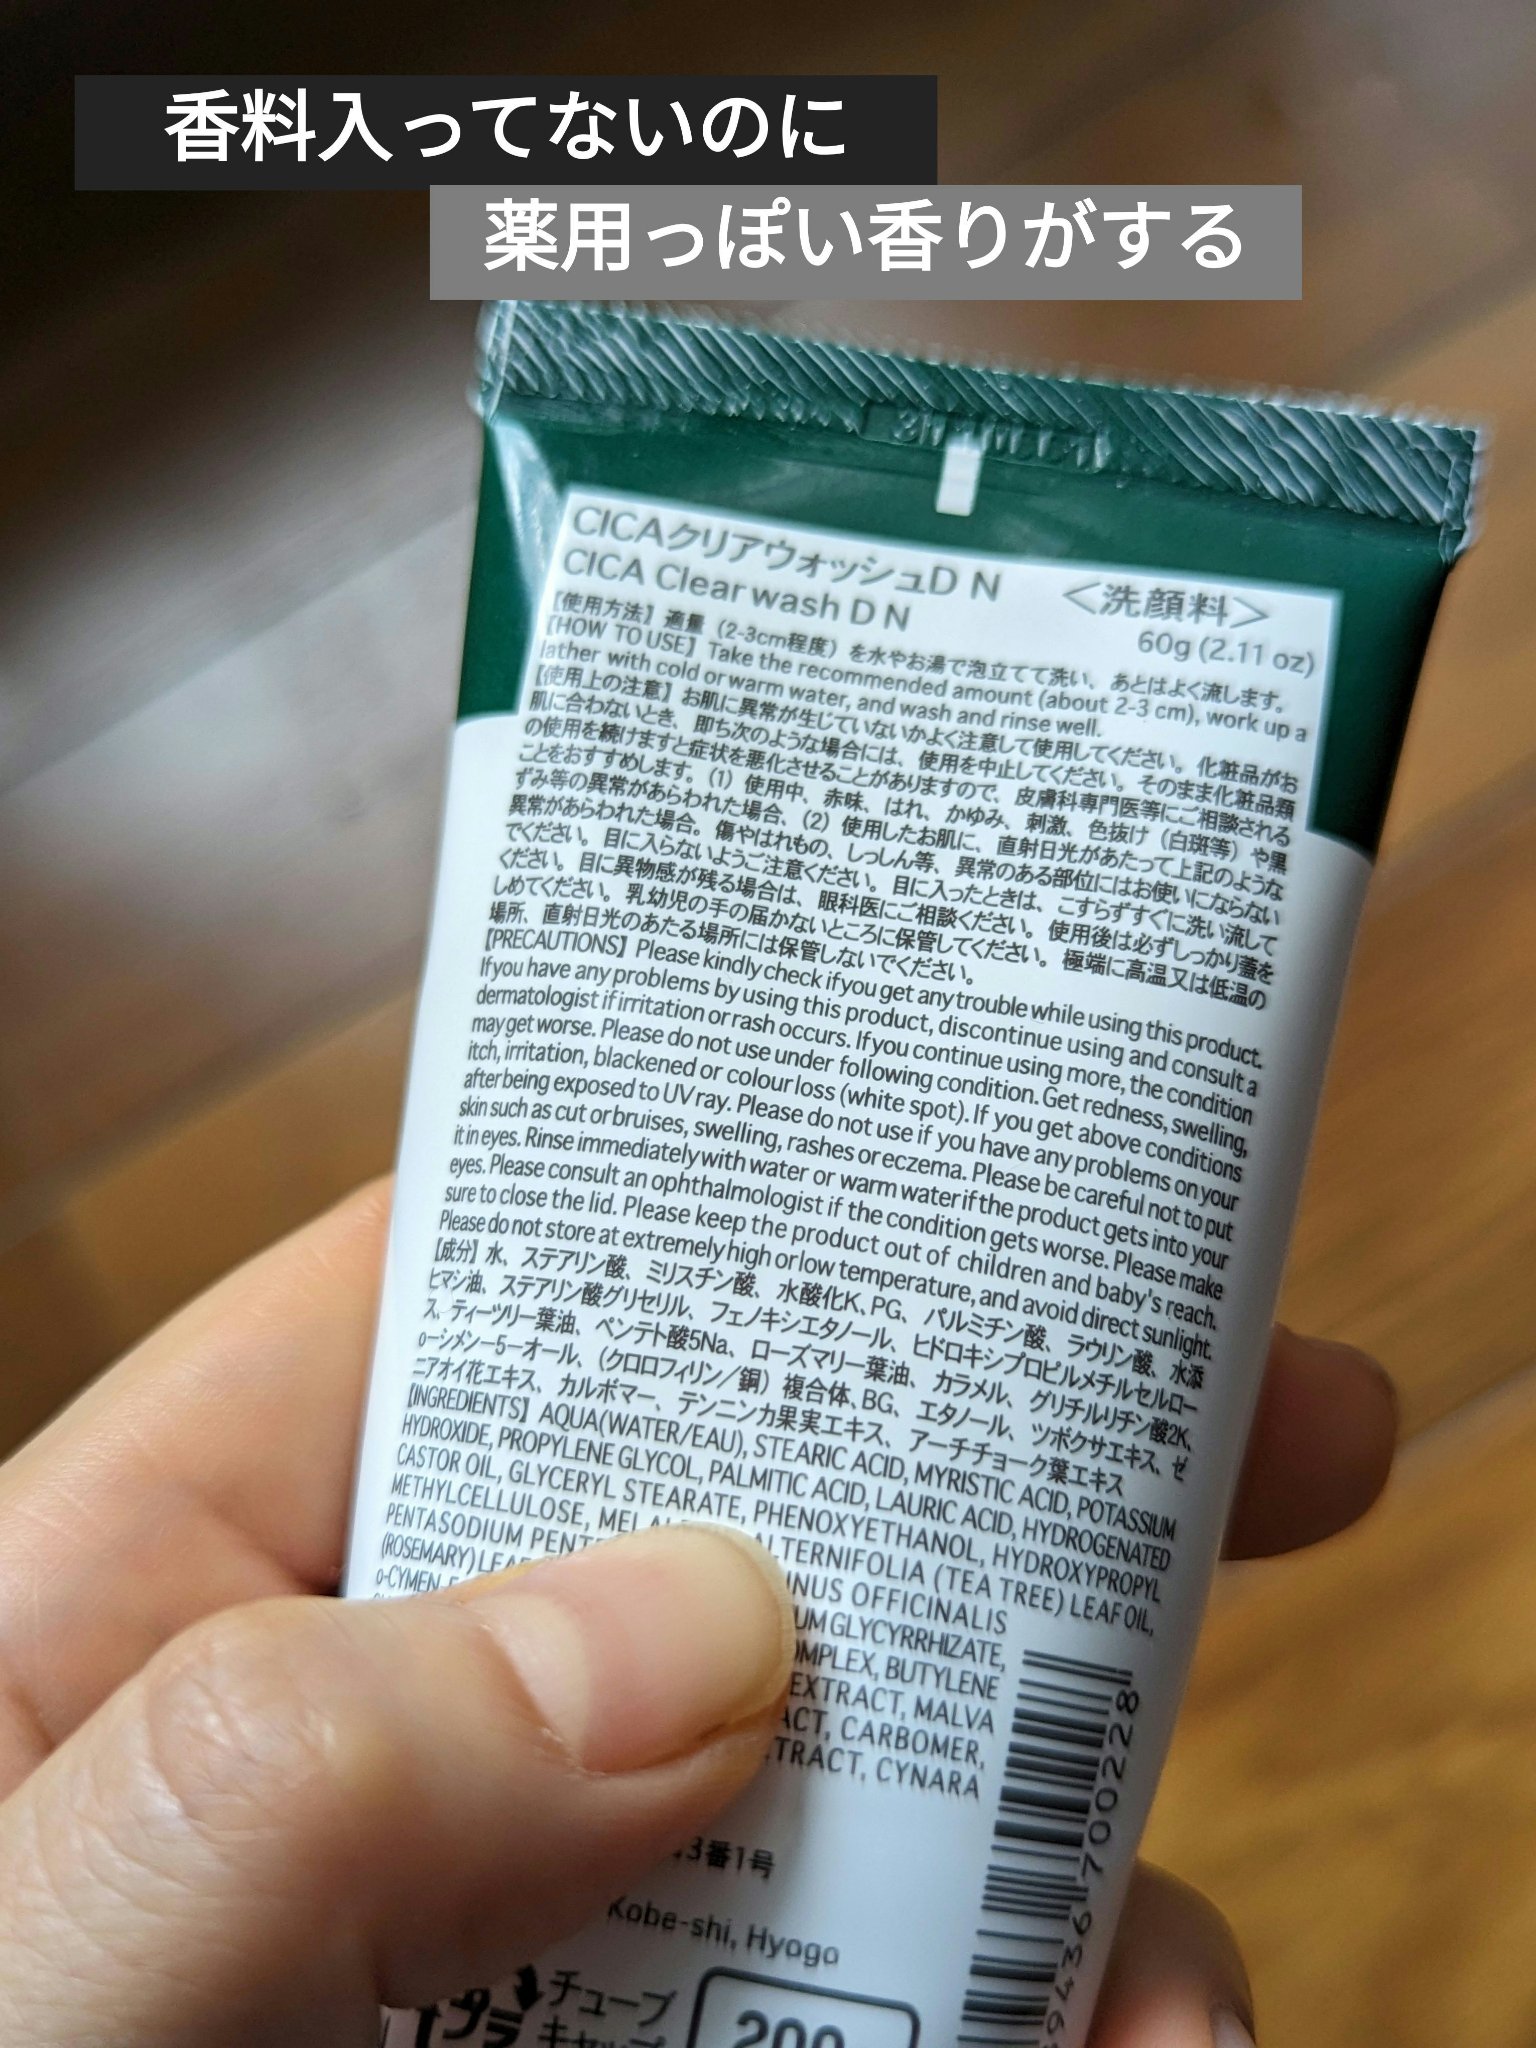 香料入ってないのに
薬用っぽい香りがする
CICAクリアウォッシュD N <洗顔料>
CICA Clear wash D N 60g (2.11 oz)
【使用方法】適量（2-3cm程度）を水やお湯で泡立てて洗い、あとはよく流します。
【HOW TO USE】Take the recommended amount (about 2-3 cm), work up a
lather with cold or warm water, and wash and rinse well.
【使用上の注意】お肌に異常が生じていないかよく注意して使用してください。化粧品がお
肌に合わないとき、即ち次のような場合には、使用を中止してください。そのまま化粧品類
の使用を続けますと症状を悪化させることがありますので、皮膚科専門医等にご相談される
ことをおすすめします。（1）使用中、赤味、はれ、かゆみ、刺激、色抜け（白斑等）や黒
ずみ等の異常があらわれた場合、（2）使用したお肌に、直射日光があたって上記のような
異常があらわれた場合。傷やはれもの、しっしん等、異常のある部位にはお使いにならない
でください。目に入らないようご注意ください。目に入ったときは、こすらずすぐに洗い流して
ください。目に異物感が残る場合は、眼科医にご相談ください。使用後は必ずしっかり蓋を
しめてください。乳幼児の手の届かないところに保管してください。極端に高温又は低温の
場所、直射日光のあたる場所には保管しないでください。
【PRECAUTIONS】Please kindly check if you get any trouble while using this product.
If you have any problems by using this product, discontinue using and consult a
dermatologist if irritation or rash occurs. If you continue using more, the condition
may get worse. Please do not use under following condition. Get redness, swelling,
itch, irritation, blackened or colour loss (white spot). If you get above conditions
after being exposed to UV ray. Please do not use if you have any problems on your
skin such as cut or bruises, swelling, rashes or eczema. Please be careful not to put
it in eyes. Rinse immediately with water or warm water if the product gets into your
eyes. Please consult an ophthalmologist if the condition gets worse. Please make
sure to close the lid. Please keep the product out of children and baby's reach.
Please do not store at extremely high or low temperature, and avoid direct sunlight.
【成分】水、ステアリン酸、ミリスチン酸、水酸化K、PG、パルミチン酸、ラウリン酸、水添
ヒマシ油、ステアリン酸グリセリル、フェノキシエタノール、ヒドロキシプロピルメチルセルロー
ス、ティーツリー葉油、ペンテト酸5Na、ローズマリー葉油、カラメル、グリチルリチン酸2K、
o－シメン－5－オール、（クロロフィリン／銅）複合体、BG、エタノール、ツボクサエキス、ゼ
ニアオイ花エキス、カルボマー、テンニンカ果実エキス、アーチチョーク葉エキス
【INGREDIENTS】AQUA(WATER/EAU), STEARIC ACID, MYRISTIC ACID, POTASSIUM
HYDROXIDE, PROPYLENE GLYCOL, PALMITIC ACID, LAURIC ACID, HYDROGENATED
CASTOR OIL, GLYCERYL STEARATE, PHENOXYETHANOL, HYDROXYPROPYL
METHYLCELLULOSE, ALTERNIFOLIA (TEA TREE) LEAF OIL,
PENTASODIUM OFFICINALIS
(ROSEMARY) GLYCYRRHIZATE,
BUTYLENE
EXTRACT, MALVA
CARBOMER,
CYNARA
3番1号
Kobe-shi, Hyogo
プラ チューブ
キャップ
200